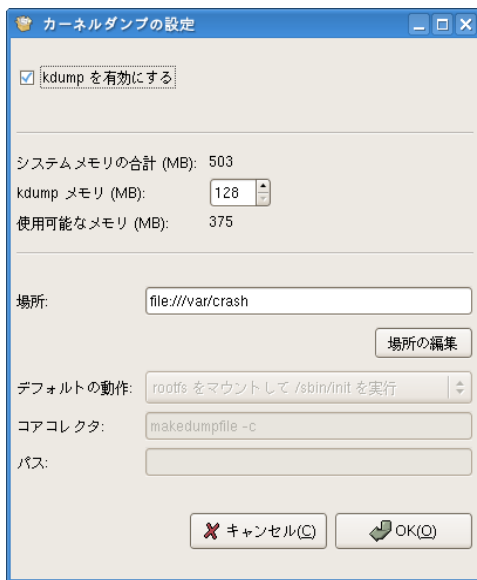 カーネルダンプの設定
kdump を有効にする
システムメモリの合計 (MB): 503
kdump メモリ (MB): 128
使用可能なメモリ (MB): 375
場所: file:///var/crash
場所の編集
デフォルトの動作: rootfs をマウントして /sbin/init を実行
コアコレクタ: makedumpfile -c
パス:
キャンセル(C) OK(O)